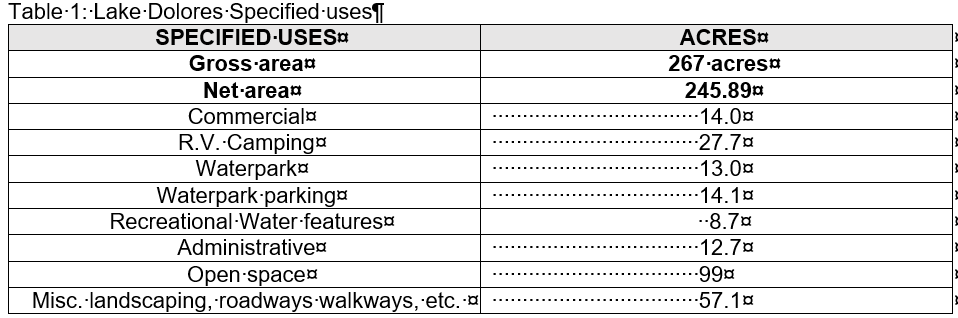 Table 1: Lake Dolores Specified uses¶
SPECIFIED USES¤ ACRES¤
Gross area¤ 267 acres¤
Net area¤ 245.89¤
Commercial¤ 14.0¤
R.V. Camping¤ 27.7¤
Waterpark¤ 13.0¤
Waterpark parking¤ 14.1¤
Recreational Water features¤ 8.7¤
Administrative¤ 12.7¤
Open space¤ 99¤
Misc. landscaping, roadways walkways, etc. ¤ 57.1¤